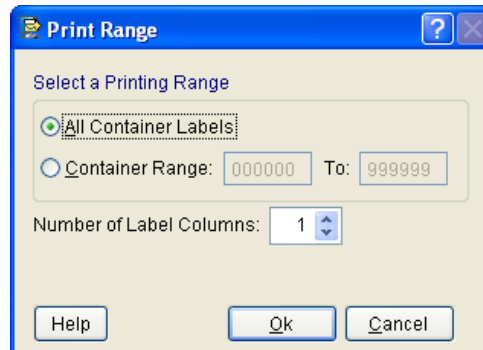 Print Range
Select a Printing Range
All Container Labels
Container Range: 000000 To: 999999
Number of Label Columns: 1
Help Ok Cancel